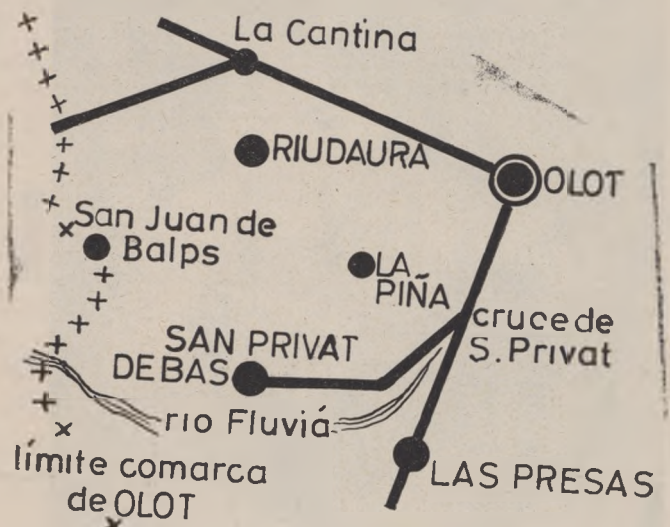 La Cantina
RIUDAURA
OLOT
San Juan de
Balps
LA
PIÑA
cruce de
S. Privat
SAN PRIVAT
DE BAS
rio Fluviá
LAS PRESAS
límite comarca
de OLOT